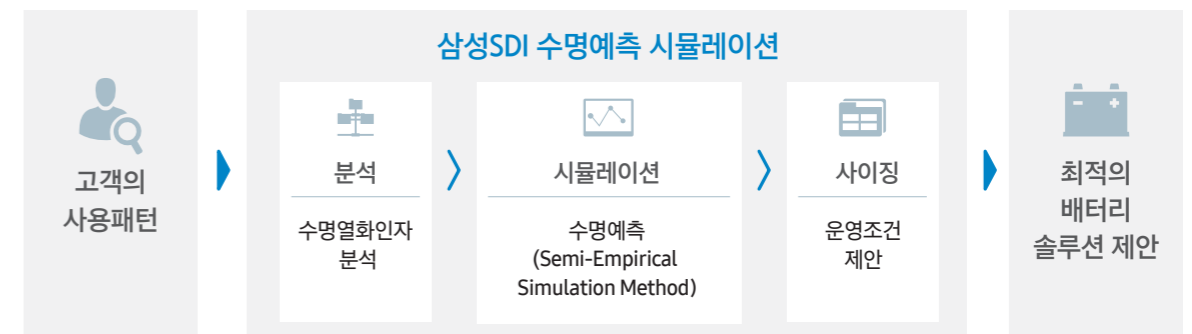 삼성SDI 수명예측 시뮬레이션
고객의
사용패턴
분석
수명열화인자
분석
시뮬레이션
수명예측
(Semi-Empirical
Simulation Method)
사이징
운영조건
제안
최적의
배터리
솔루션 제안